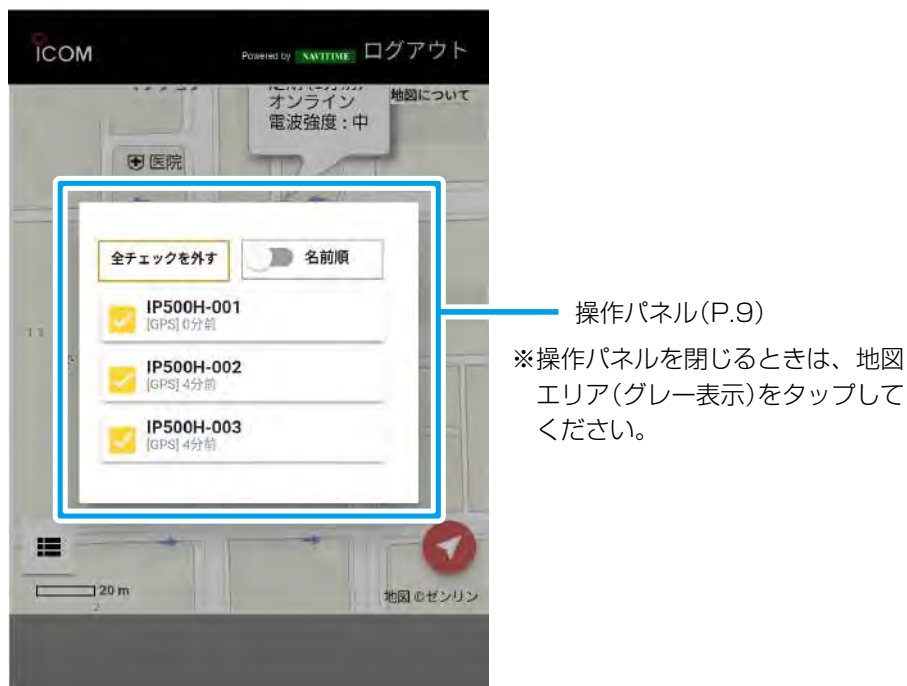 ICOM
Powered by NAVITIME ログアウト
オンライン
地図について
電波強度：中
医院
全チェックを外す
名前順
IP500H-001
[GPS] 0分前
操作パネル(P.9)
※操作パネルを閉じるときは、地図
エリア(グレー表示)をタップして
ください。
IP500H-002
[GPS] 4分前
IP500H-003
[GPS] 4分前
20 m
地図 ©ゼンリン